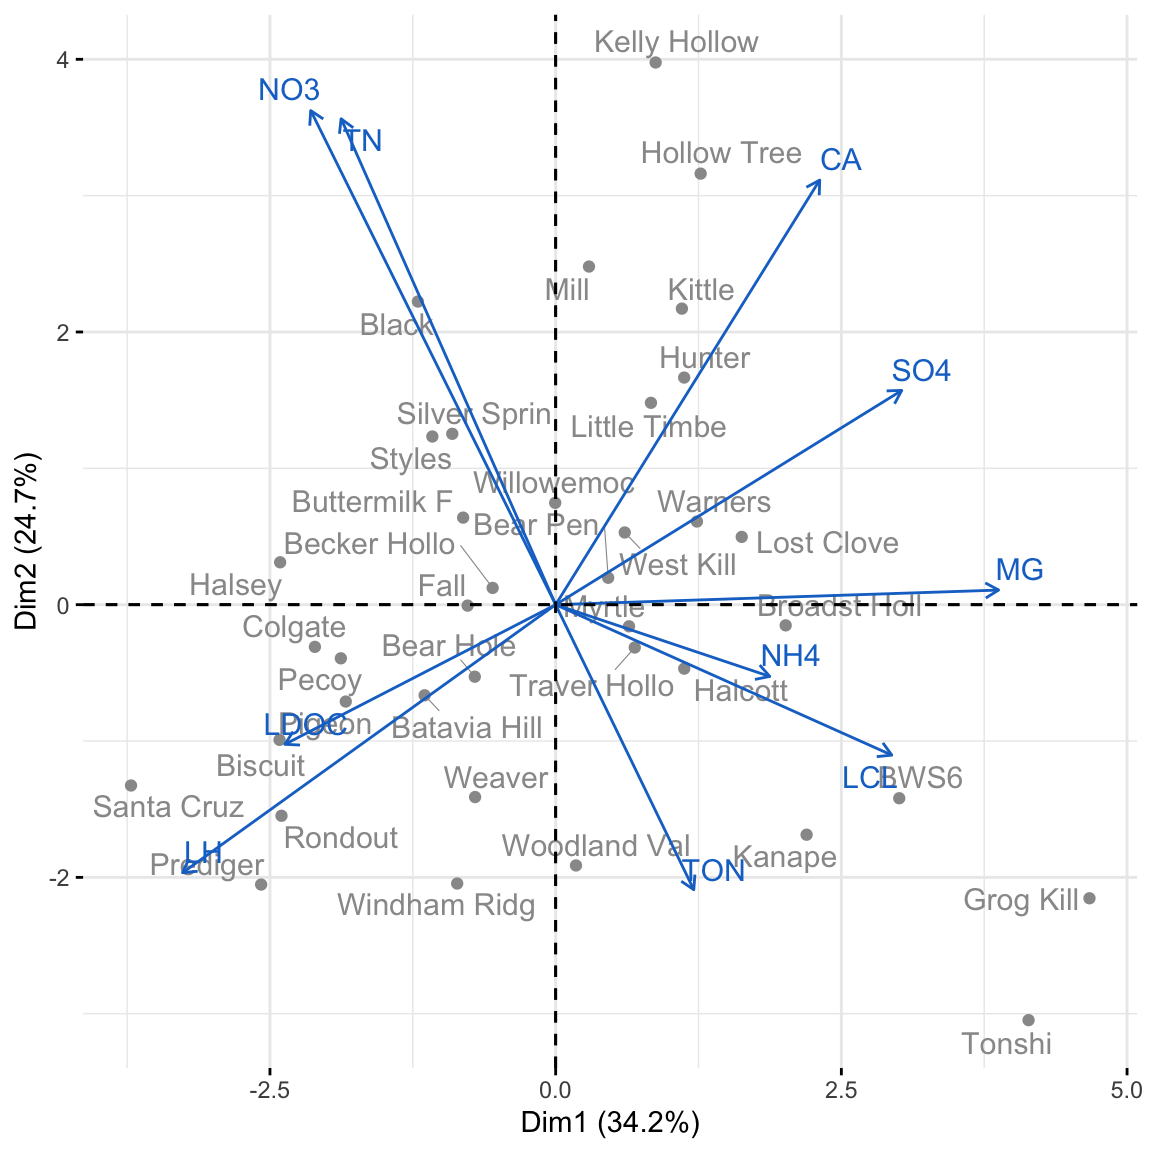 Kelly Hollow
4
NO3
TN
Hollow Tree
CA
Mill
Kittle
Black
2
Hunter
SO4
Silver Sprin
Little Timbe
Styles
Willowemoc
Buttermilk F
Bear Pen
Warners
Becker Hollo
Lost Clove
West Kill
Halsey
Fall
MG
0
Myrtle
Broadst Holl
Colgate
Bear Hole
NH4
Pecoy
Traver Hollo
Halcott
LDOC
Pigeon
Batavia Hill
Biscuit
Weaver
LCL
BWS6
Santa Cruz
Rondout
Woodland Val
Kanape
LH
Prediger
TON
-2
Windham Ridg
Grog Kill
Tonshi
-2.5
0.0
2.5
5.0
Dim1 (34.2%)
Dim2 (24.7%)